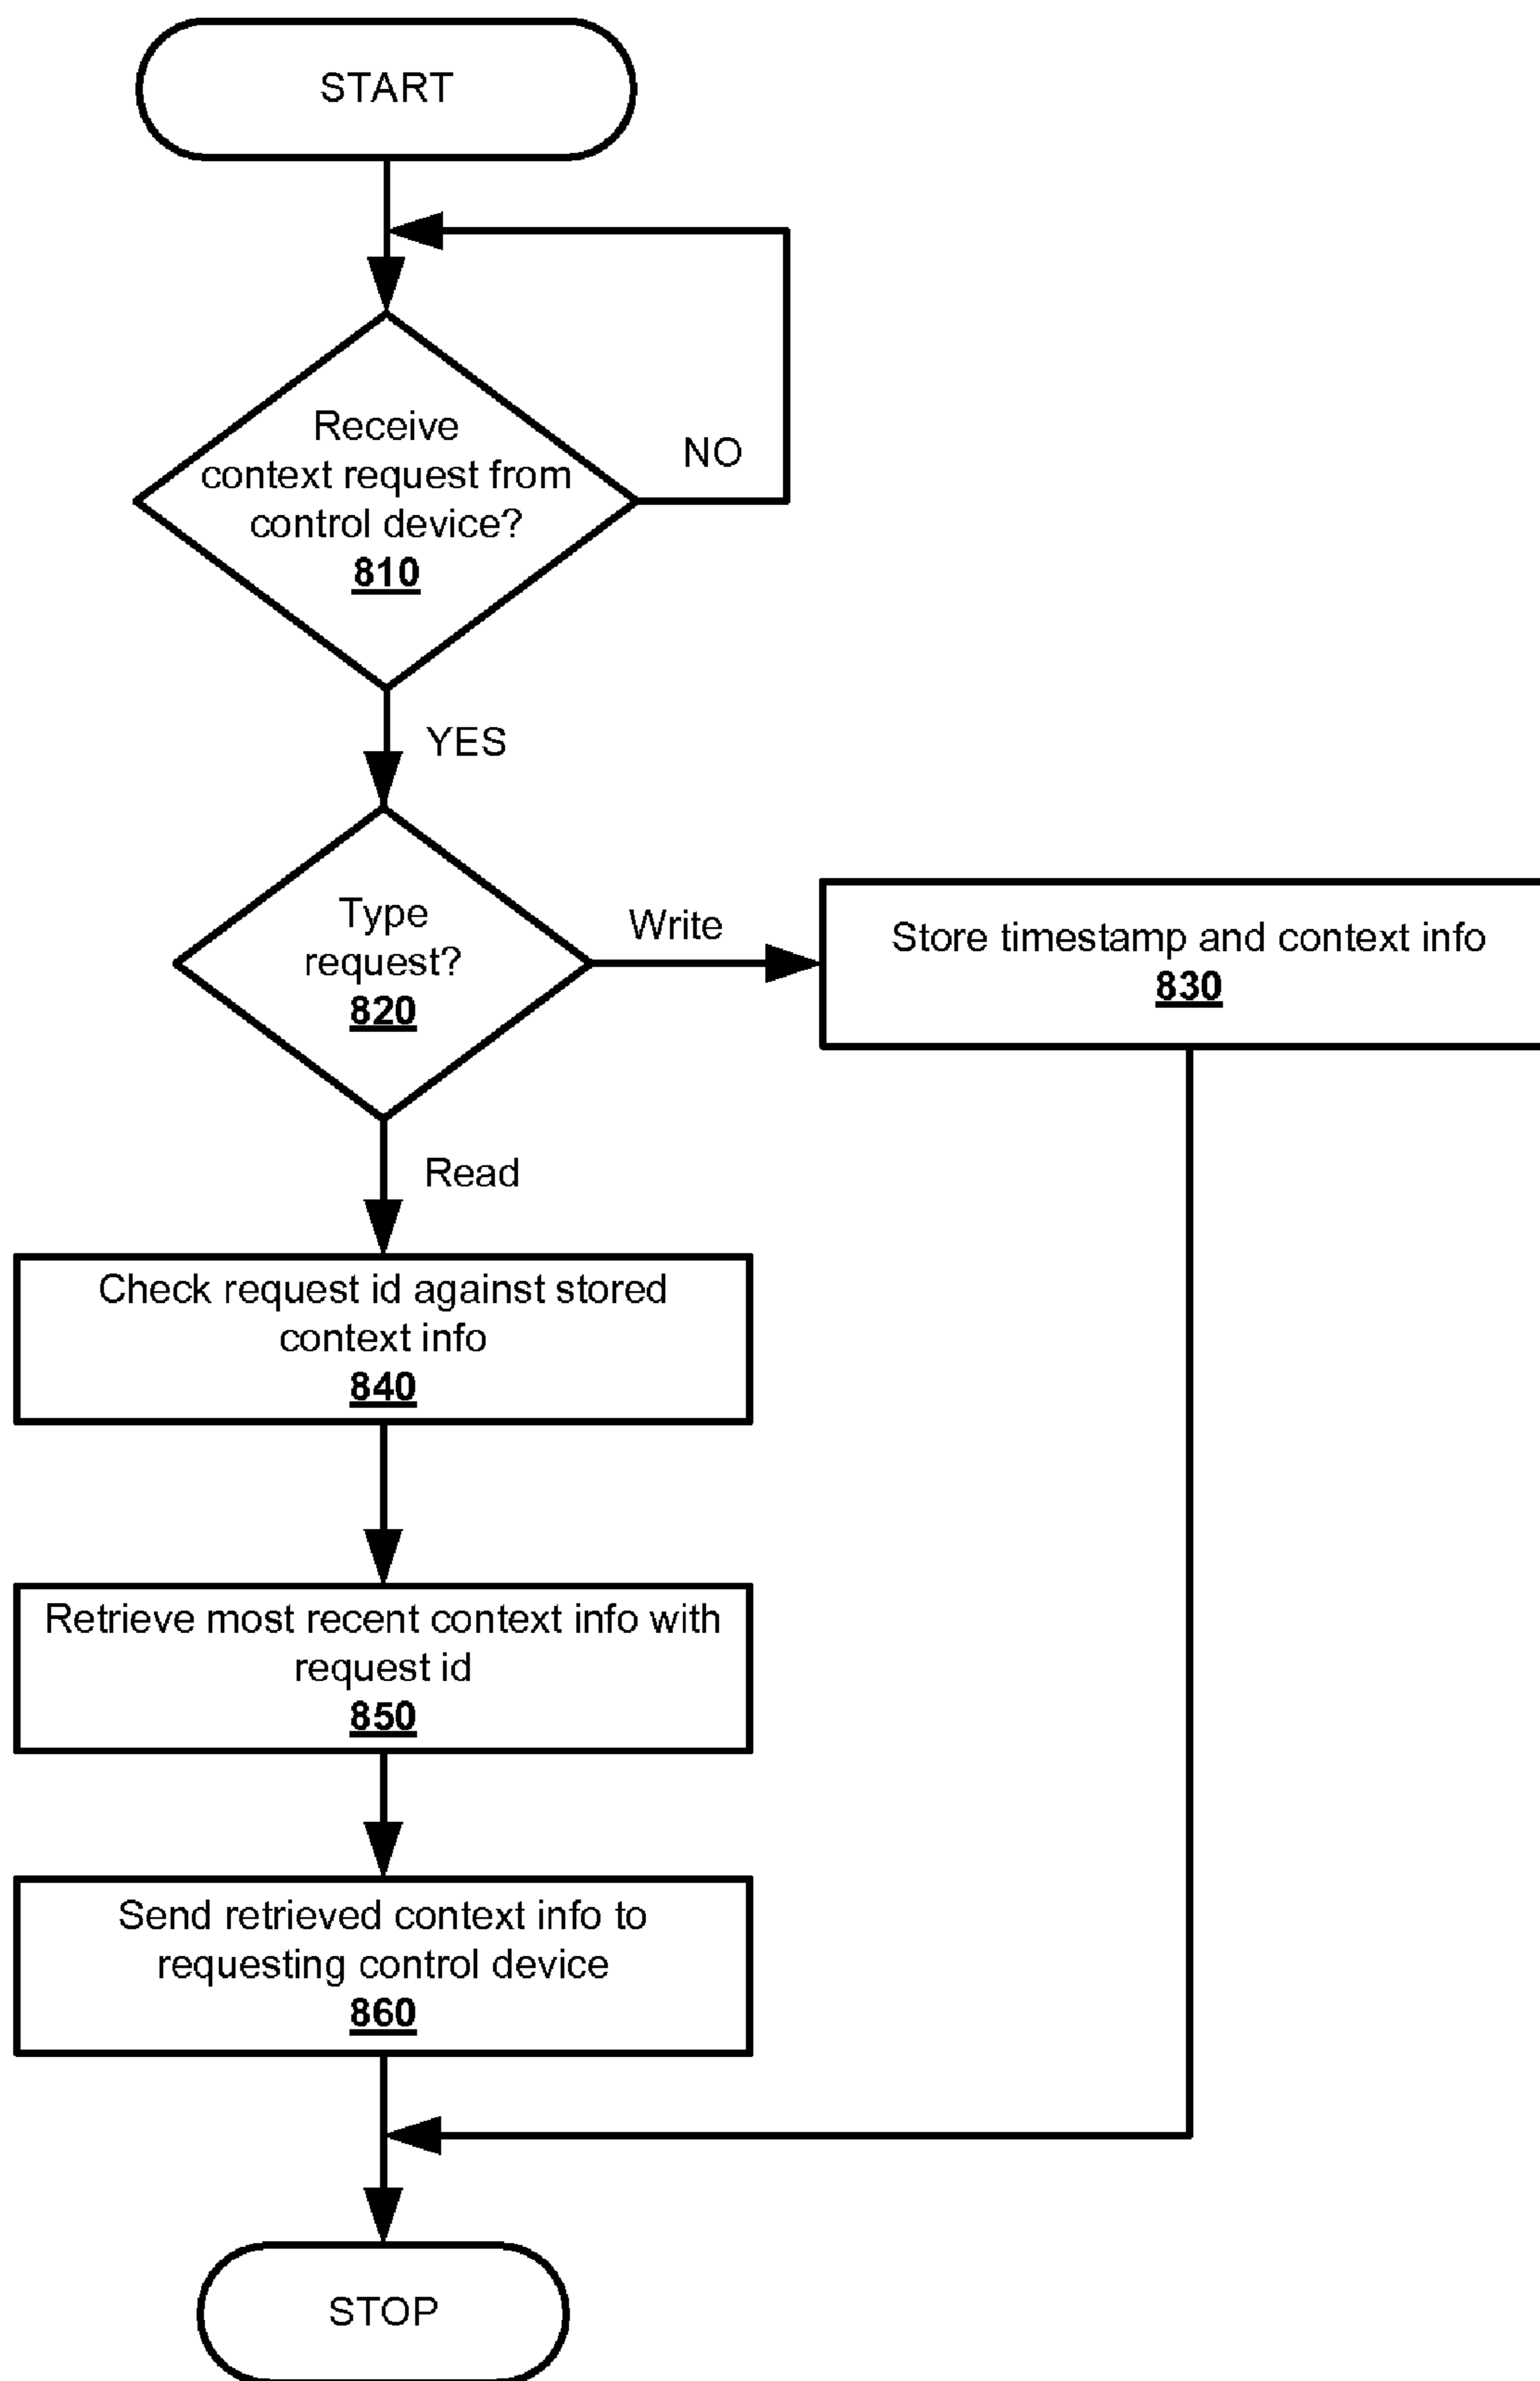 START
Receive
context request from
control device?
810
NO
YES
Type
request?
820
Write
Store timestamp and context info
830
Read
Check request id against stored
context info
840
Retrieve most recent context info with
request id
850
Send retrieved context info to
requesting control device
860
STOP